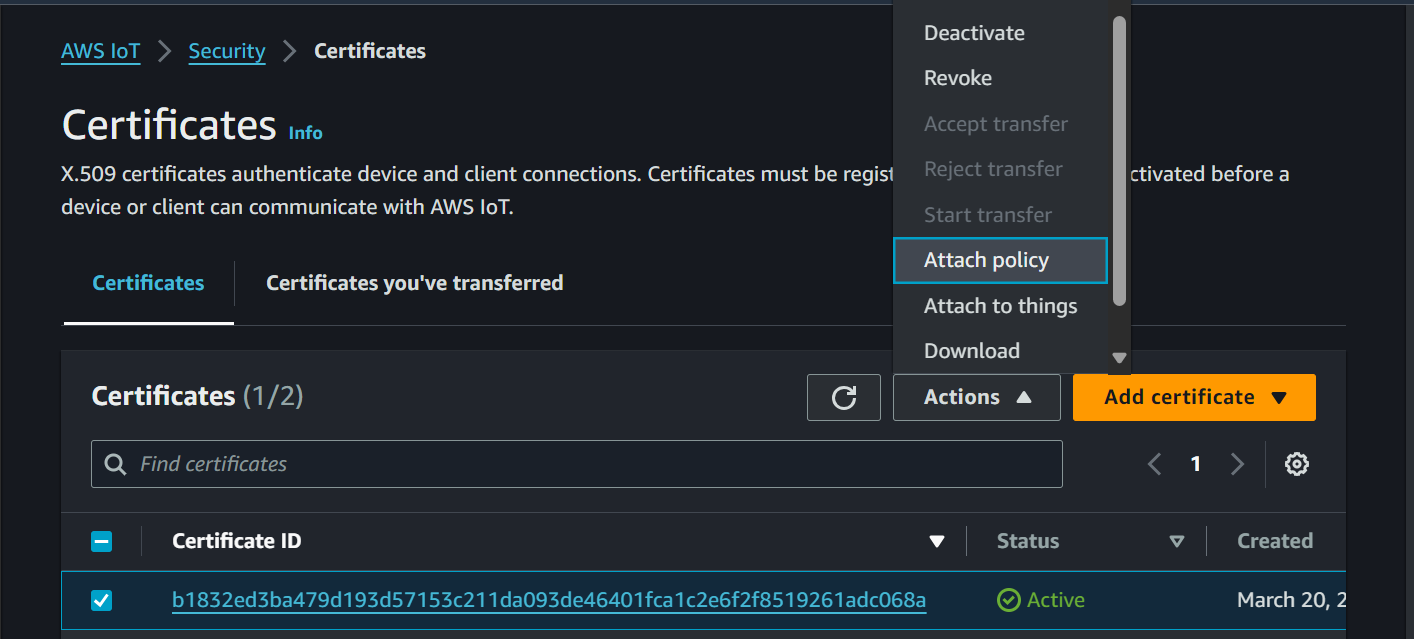 AWS IoT > Security > Certificates
Certificates Info
X.509 certificates authenticate device and client connections. Certificates must be regist ctivated before a
device or client can communicate with AWS IoT.
Deactivate
Revoke
Accept transfer
Reject transfer
Start transfer
Attach policy
Attach to things
Download
Certificates Certificates you've transferred
Certificates (1/2) Actions Add certificate
Find certificates 1
Certificate ID Status Created
b1832ed3ba479d193d57153c211da093de46401fca1c2e6f2f8519261adc068a Active March 20, 2